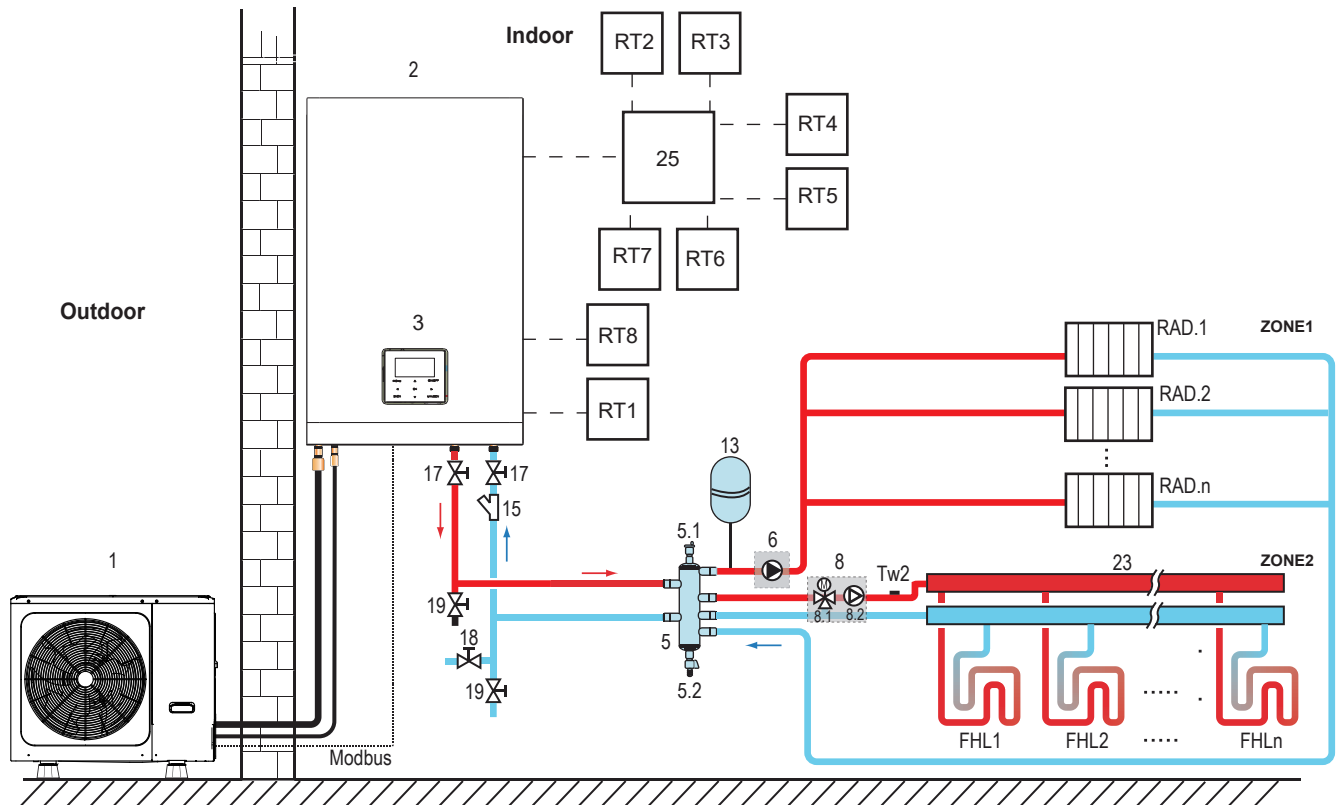 Indoor
RT2
RT3
2
RT4
25
RT5
RT7
RT6
Outdoor
3
RT8
RT1
RAD.1
ZONE1
RAD.2
13
17
17
RAD.n
15
5.1
6
1
8
Tw2
23
ZONE2
19
8.1
8.2
18
5
19
5.2
M
FHL1
FHL2
.....
FHLn
Modbus